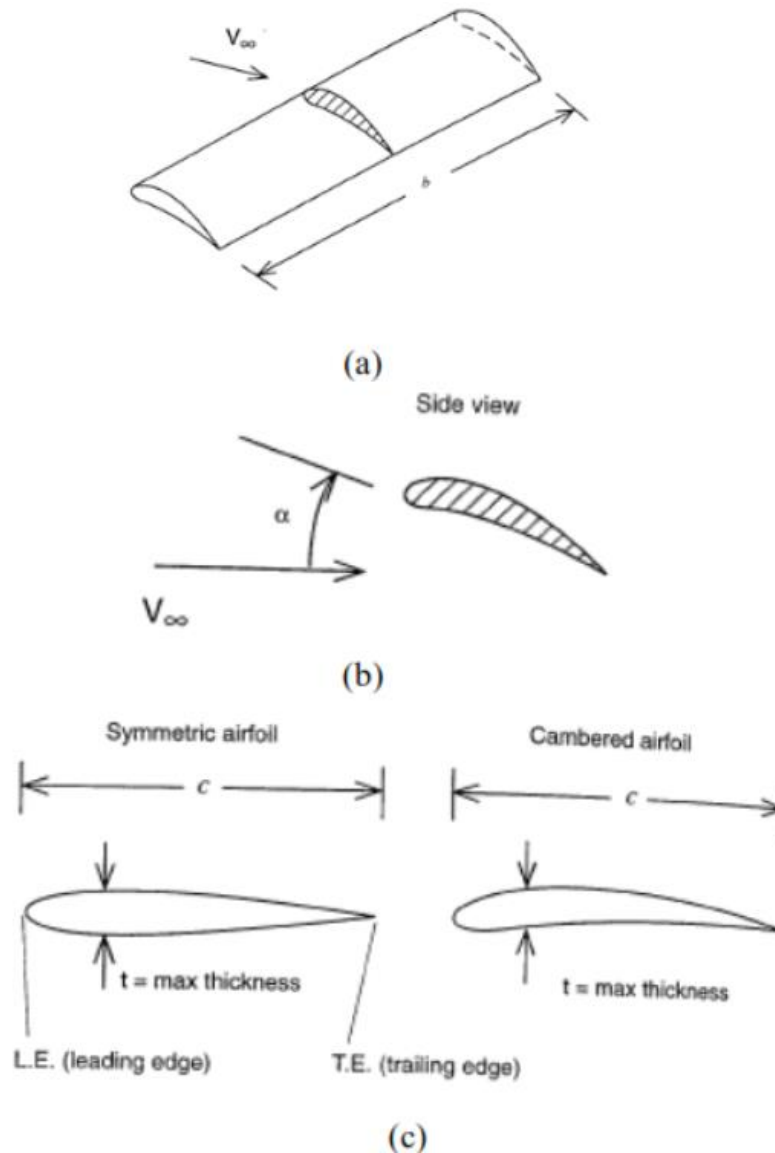 V∞
b
(a)
Side view
α
V∞
(b)
Symmetric airfoil
Cambered airfoil
c
c
t = max thickness
t = max thickness
L.E. (leading edge)
T.E. (trailing edge)
(c)